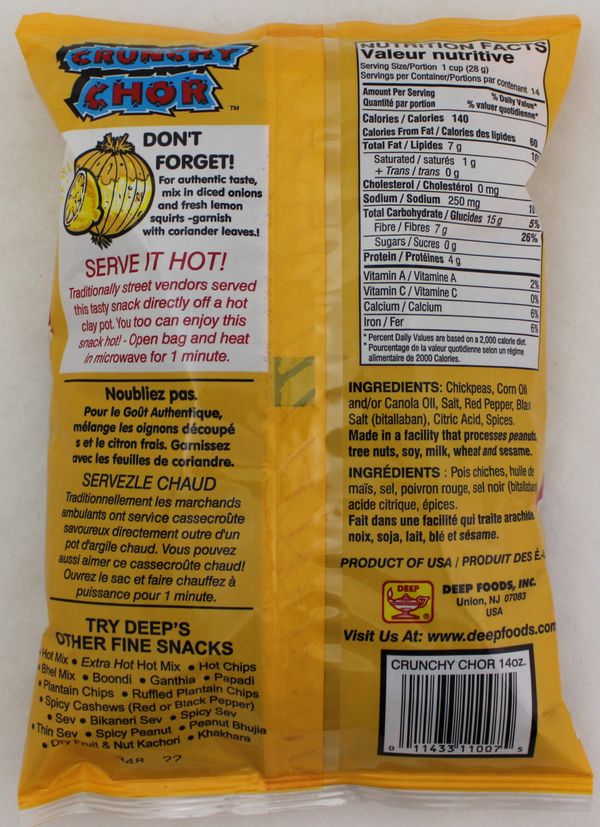 CRUNCHY
CHOR ™
DON'T
FORGET!
For authentic taste,
mix in diced onions
and fresh lemon
squirts -garnish
with coriander leaves.!
SERVE IT HOT!
Traditionally street vendors served
this tasty snack directly off a hot
clay pot. You too can enjoy this
snack hot! - Open bag and heat
in microwave for 1 minute.
Noubliez pas.
Pour le Goût Authentique,
mélange les oignons découpé
s et le citron frais. Garnissez
avec les feuilles de coriandre.
SERVEZLE CHAUD
Traditionnellement les marchands
ambulants ont service cassecroûte
savoureux directement outre d'un
pot d'argile chaud. Vous pouvez
aussi aimer ce cassecroûte chaud!
Ouvrez le sac et faire chauffez à
puissance pour 1 minute.
TRY DEEP'S
OTHER FINE SNACKS
• Hot Mix • Extra Hot Hot Mix • Hot Chips
• Bhel Mix • Boondi • Ganthia • Papadi
• Plantain Chips • Ruffled Plantain Chips
• Spicy Cashews (Red or Black Pepper)
• Sev • Bikaneri Sev • Spicy Sev
• Thin Sev • Spicy Peanut • Peanut Bhujia
• Dry Fruit & Nut Kachori • Khakhara
NUTRITION FACTS
Valeur nutritive
Serving Size/Portion 1 cup (28 g)
Servings per Container/Portions par contenant 14
Amount Per Serving % Daily Value*
Quantité par portion % valuer quotidienne*
Calories / Calories 140
Calories From Fat / Calories des lipides 60
Total Fat / Lipides 7 g
Saturated / saturés 1 g
+ Trans / trans 0 g
Cholesterol / Cholestérol 0 mg
Sodium / Sodium 250 mg 10
Total Carbohydrate / Glucides 15 g 5%
Fibre / Fibres 7 g 26%
Sugars / Sucres 0 g
Protein / Protéines 4 g
Vitamin A / Vitamine A 2%
Vitamin C / Vitamine C 0%
Calcium / Calcium 6%
Iron / Fer 6%
* Percent Daily Values are based on a 2,000 calorie diet.
* Pourcentage de la valeur quotidienne selon un régime
alimentaire de 2000 Calories.
INGREDIENTS: Chickpeas, Corn Oil
and/or Canola OIl, Salt, Red Pepper, Blac
Salt (bitallaban), Citric Acid, Spices.
Made in a facility that processes peanuts,
tree nuts, soy, milk, wheat and sesame.
INGRÉDIENTS : Pois chiches, huile de
maïs, sel, poivron rouge, sel noir (bitallaban)
acide citrique, épices.
Fait dans une facilité qui traite arachide
noix, soja, lait, blé et sésame.
PRODUCT OF USA / PRODUIT DES É.-
DEEP
DEEP FOODS, INC.
Union, NJ 07083
USA
Visit Us At: www.deepfoods.com
CRUNCHY CHOR 14oz.
0 11433 11007 5